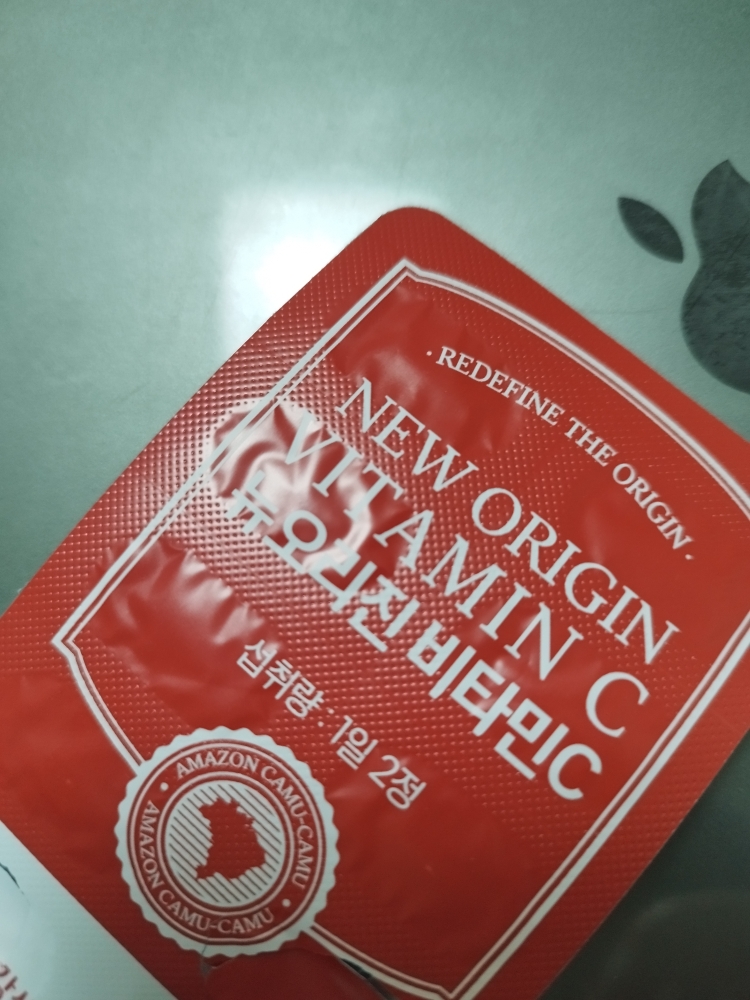 · REDEFINE THE ORIGIN ·
NEW ORIGIN
VITAMIN C
뉴오리진 비타민C
섭취량 : 1일 2정
· AMAZON CAMU-CAMU ·
AMAZON CAMU-CAMU